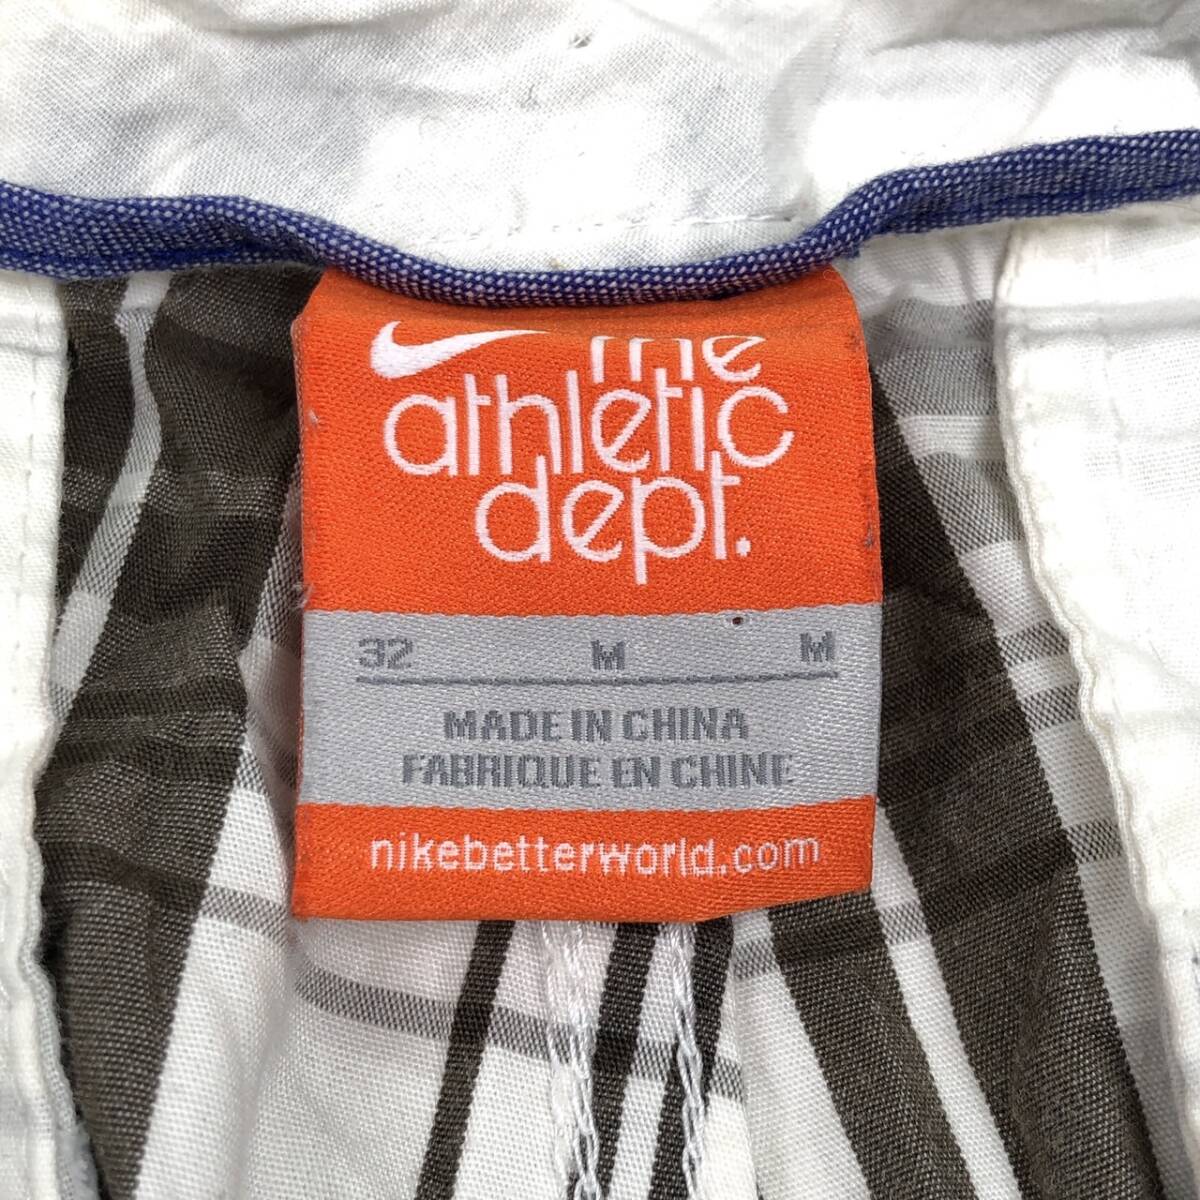 the
athletic
dept.
32 M M
MADE IN CHINA
FABRIQUE EN CHINE
nikebetterworld.com